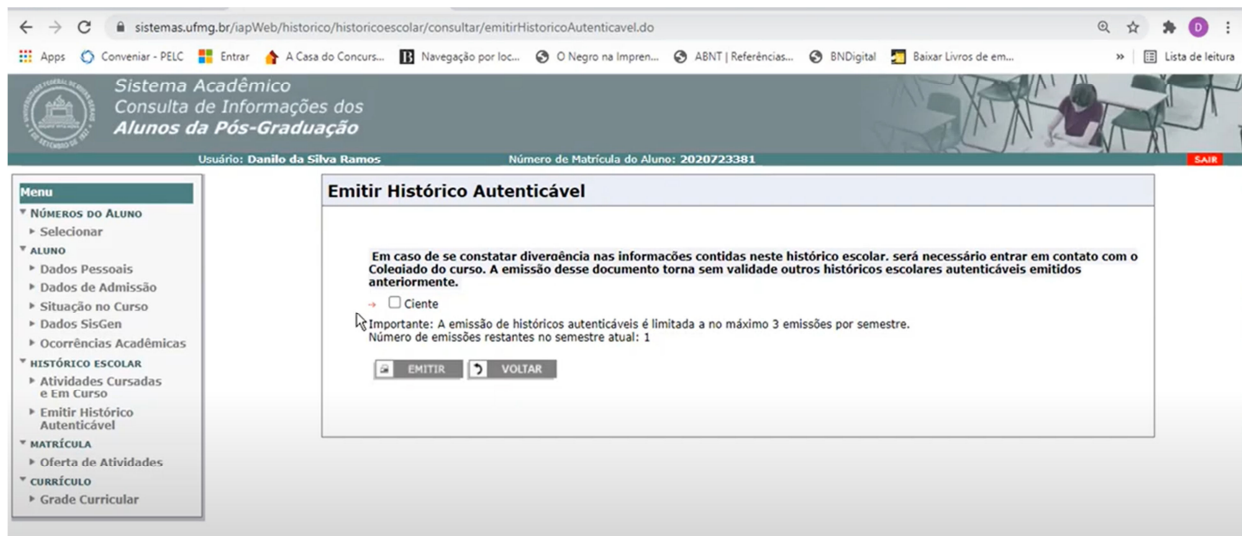 sistemas.ufmg.br/iapWeb/historico/historicoescolar/consultar/emitirHistoricoAutenticavel.do
D
Apps Conveniar - PELC Entrar A Casa do Concurs... Navegação por loc... O Negro na Impren... ABNT | Referências... BNDigital Baixar Livros de em... » Lista de leitura
Sistema Acadêmico
Consulta de Informações dos
Alunos da Pós-Graduação
Usuário: Danilo da Silva Ramos Número de Matrícula do Aluno: 2020723381 SAIR
Menu
NÚMEROS DO ALUNO
Selecionar
ALUNO
Dados Pessoais
Dados de Admissão
Situação no Curso
Dados SisGen
Ocorrências Acadêmicas
HISTÓRICO ESCOLAR
Atividades Cursadas
e Em Curso
Emitir Histórico
Autenticável
MATRÍCULA
Oferta de Atividades
CURRÍCULO
Grade Curricular
Emitir Histórico Autenticável
Em caso de se constatar divergência nas informações contidas neste histórico escolar, será necessário entrar em contato com o
Colegiado do curso. A emissão desse documento torna sem validade outros históricos escolares autenticáveis emitidos
anteriormente.
Ciente
Importante: A emissão de históricos autenticáveis é limitada a no máximo 3 emissões por semestre.
Número de emissões restantes no semestre atual: 1
EMITIR VOLTAR